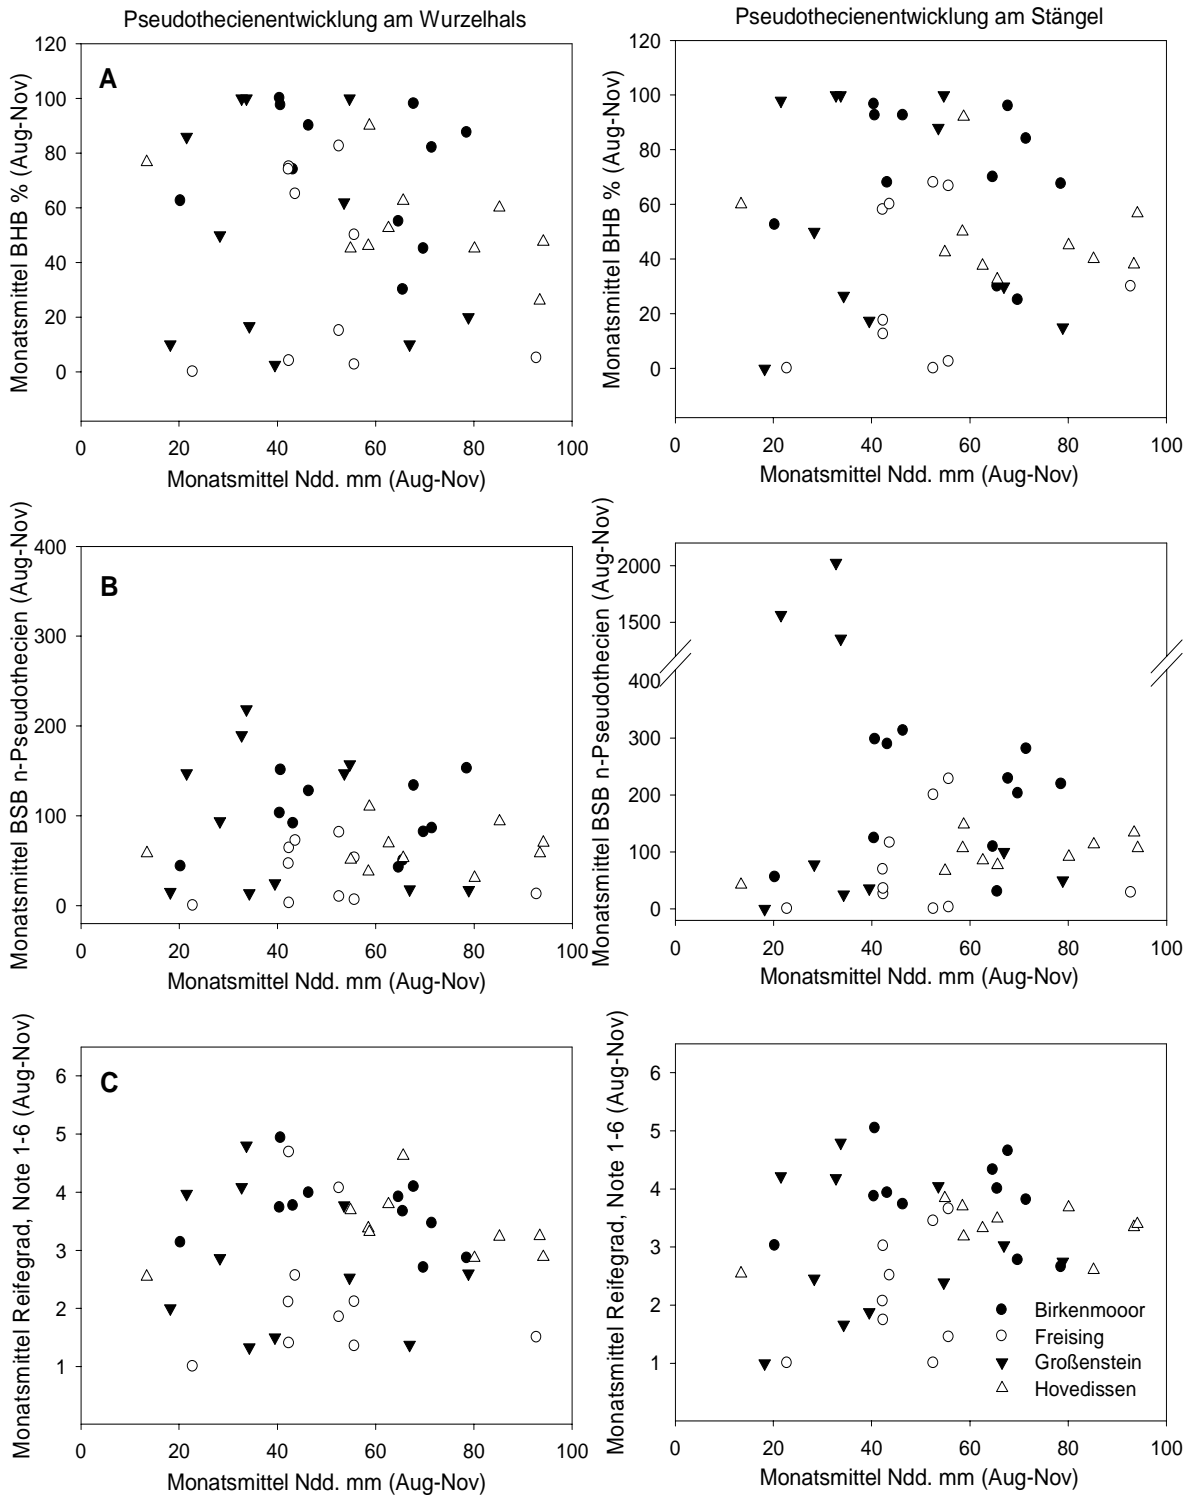 Pseudothecienentwicklung am Wurzelhals
Pseudothecienentwicklung am Stängel
A
Monatsmittel BHB % (Aug-Nov)
120
100
80
60
40
20
0
0 20 40 60 80 100
Monatsmittel Ndd. mm (Aug-Nov)
Monatsmittel BHB % (Aug-Nov)
120
100
80
60
40
20
0
0 20 40 60 80 100
Monatsmittel Ndd. mm (Aug-Nov)
B
Monatsmittel BSB n-Pseudothecien (Aug-Nov)
400
300
200
100
0
0 20 40 60 80 100
Monatsmittel Ndd. mm (Aug-Nov)
Monatsmittel BSB n-Pseudothecien (Aug-Nov)
2000
1500
400
300
200
100
0
0 20 40 60 80 100
Monatsmittel Ndd. mm (Aug-Nov)
C
Monatsmittel Reifegrad, Note 1-6 (Aug-Nov)
6
5
4
3
2
1
0 20 40 60 80 100
Monatsmittel Ndd. mm (Aug-Nov)
Monatsmittel Reifegrad, Note 1-6 (Aug-Nov)
6
5
4
3
2
1
Birkenmooor
Freising
Großenstein
Hovedissen
0 20 40 60 80 100
Monatsmittel Ndd. mm (Aug-Nov)